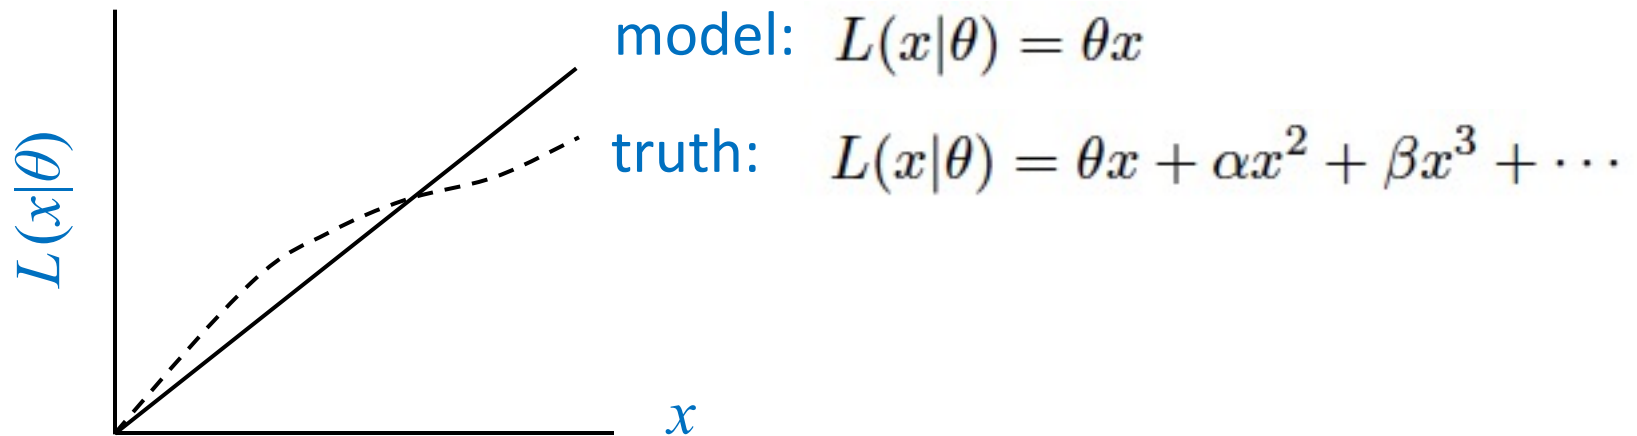 model: L(x|θ) = θx
truth: L(x|θ) = θx + αx² + βx³ + ···
L(x|θ)
x